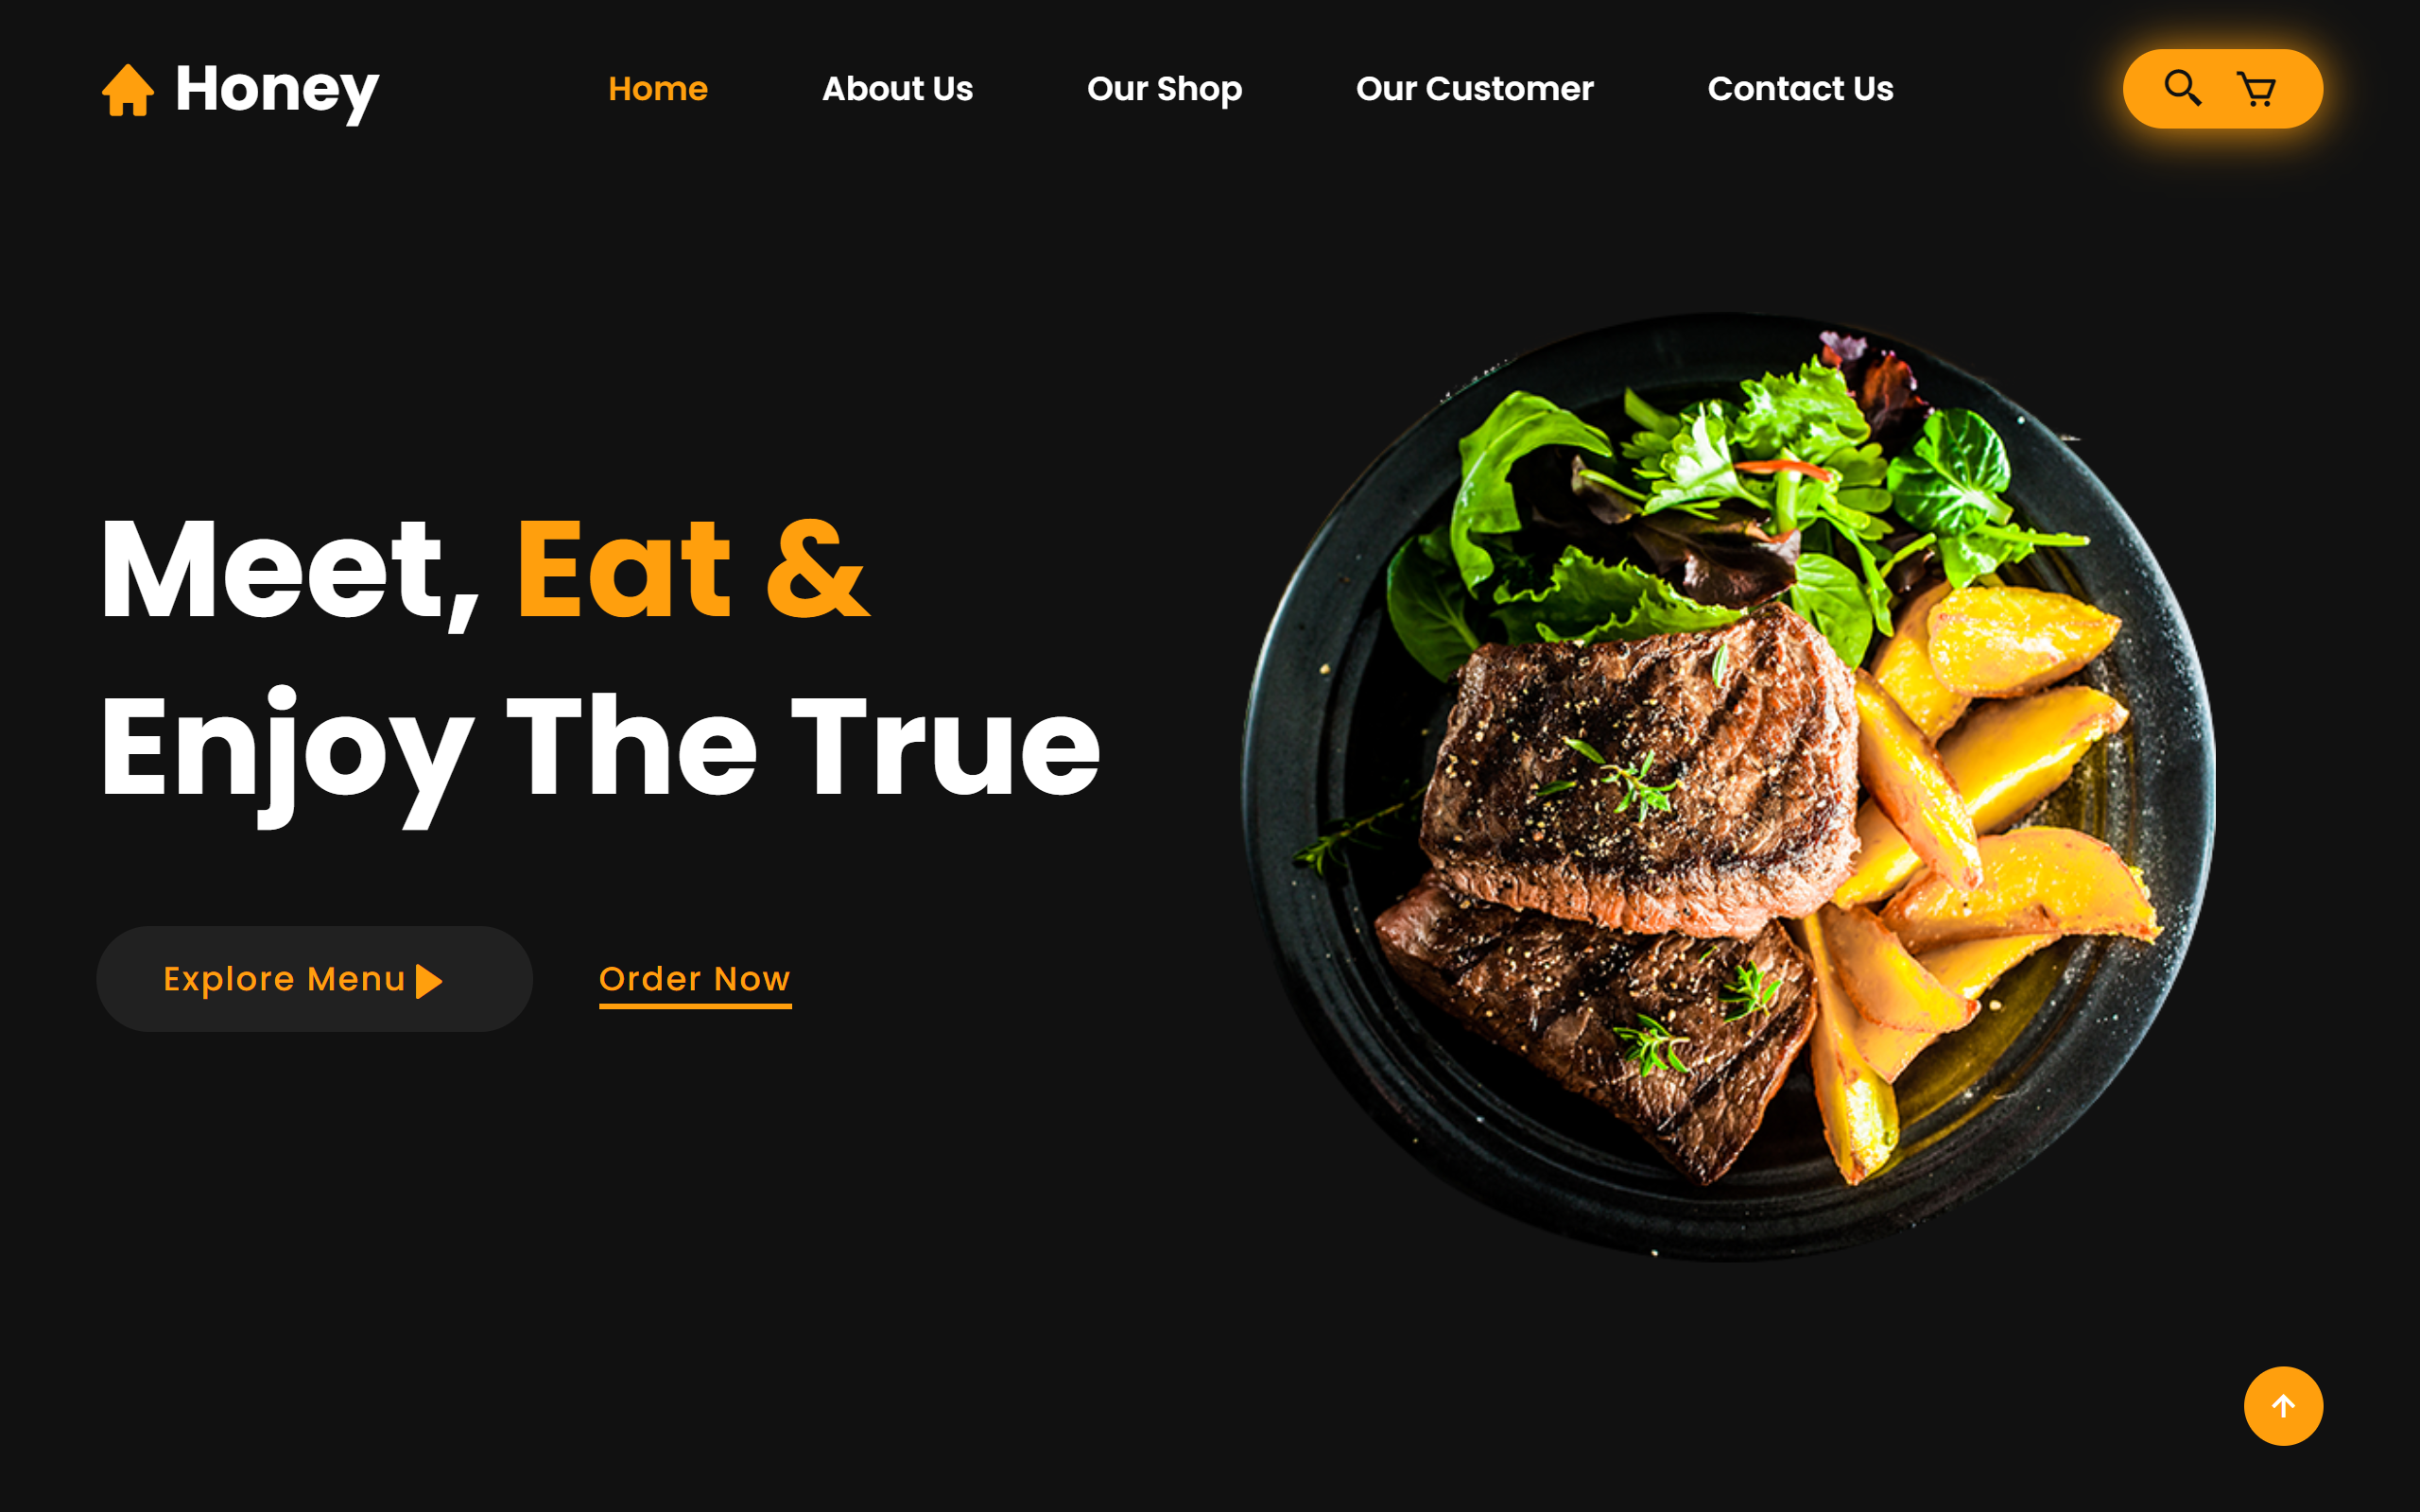 Honey
Home About Us Our Shop Our Customer Contact Us
Meet, Eat &
Enjoy The True
Explore Menu
Order Now